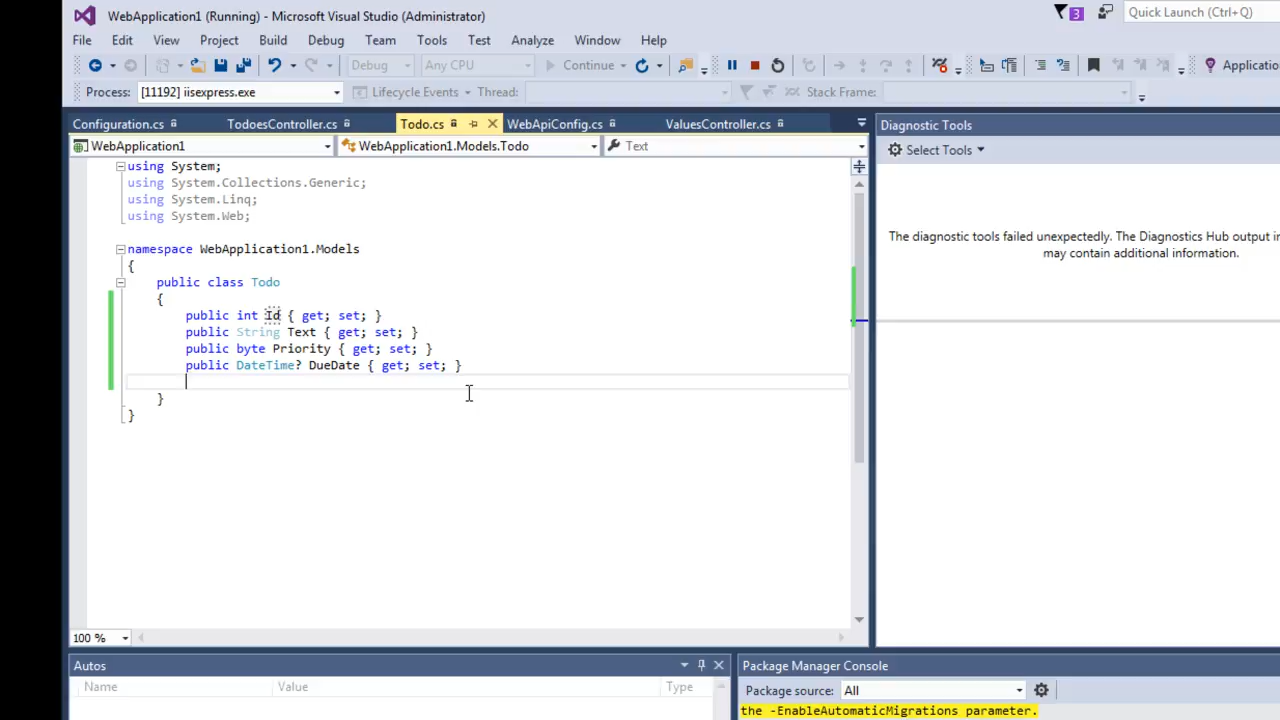 WebApplication1 (Running) - Microsoft Visual Studio (Administrator)
3
Quick Launch (Ctrl+Q)
File Edit View Project Build Debug Team Tools Test Analyze Window Help
Debug Any CPU Continue Applicatio
Process: [11192] iisexpress.exe Lifecycle Events Thread: Stack Frame:
Configuration.cs TodoesController.cs Todo.cs WebApiConfig.cs ValuesController.cs
WebApplication1 WebApplication1.Models.Todo Text
using System;
using System.Collections.Generic;
using System.Linq;
using System.Web;
namespace WebApplication1.Models
{
public class Todo
{
public int Id { get; set; }
public String Text { get; set; }
public byte Priority { get; set; }
public DateTime? DueDate { get; set; }
}
}
100 %
Diagnostic Tools
Select Tools
The diagnostic tools failed unexpectedly. The Diagnostics Hub output in
may contain additional information.
Autos
Name Value Type
Package Manager Console
Package source: All
the -EnableAutomaticMigrations parameter.